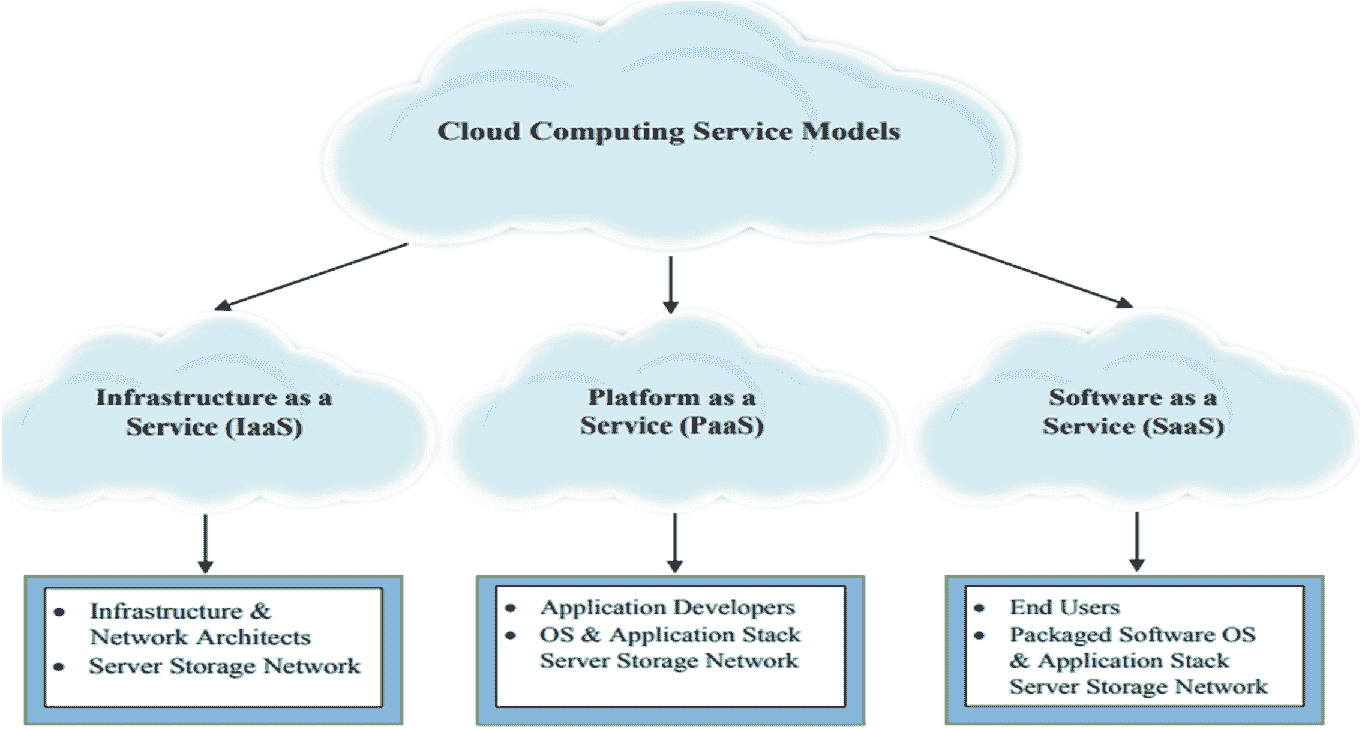 Cloud Computing Service Models
Infrastructure as a
Service (IaaS)
Platform as a
Service (PaaS)
Software as a
Service (SaaS)
• Infrastructure &
Network Architects
• Server Storage Network
• Application Developers
• OS & Application Stack
Server Storage Network
• End Users
• Packaged Software OS
& Application Stack
Server Storage Network